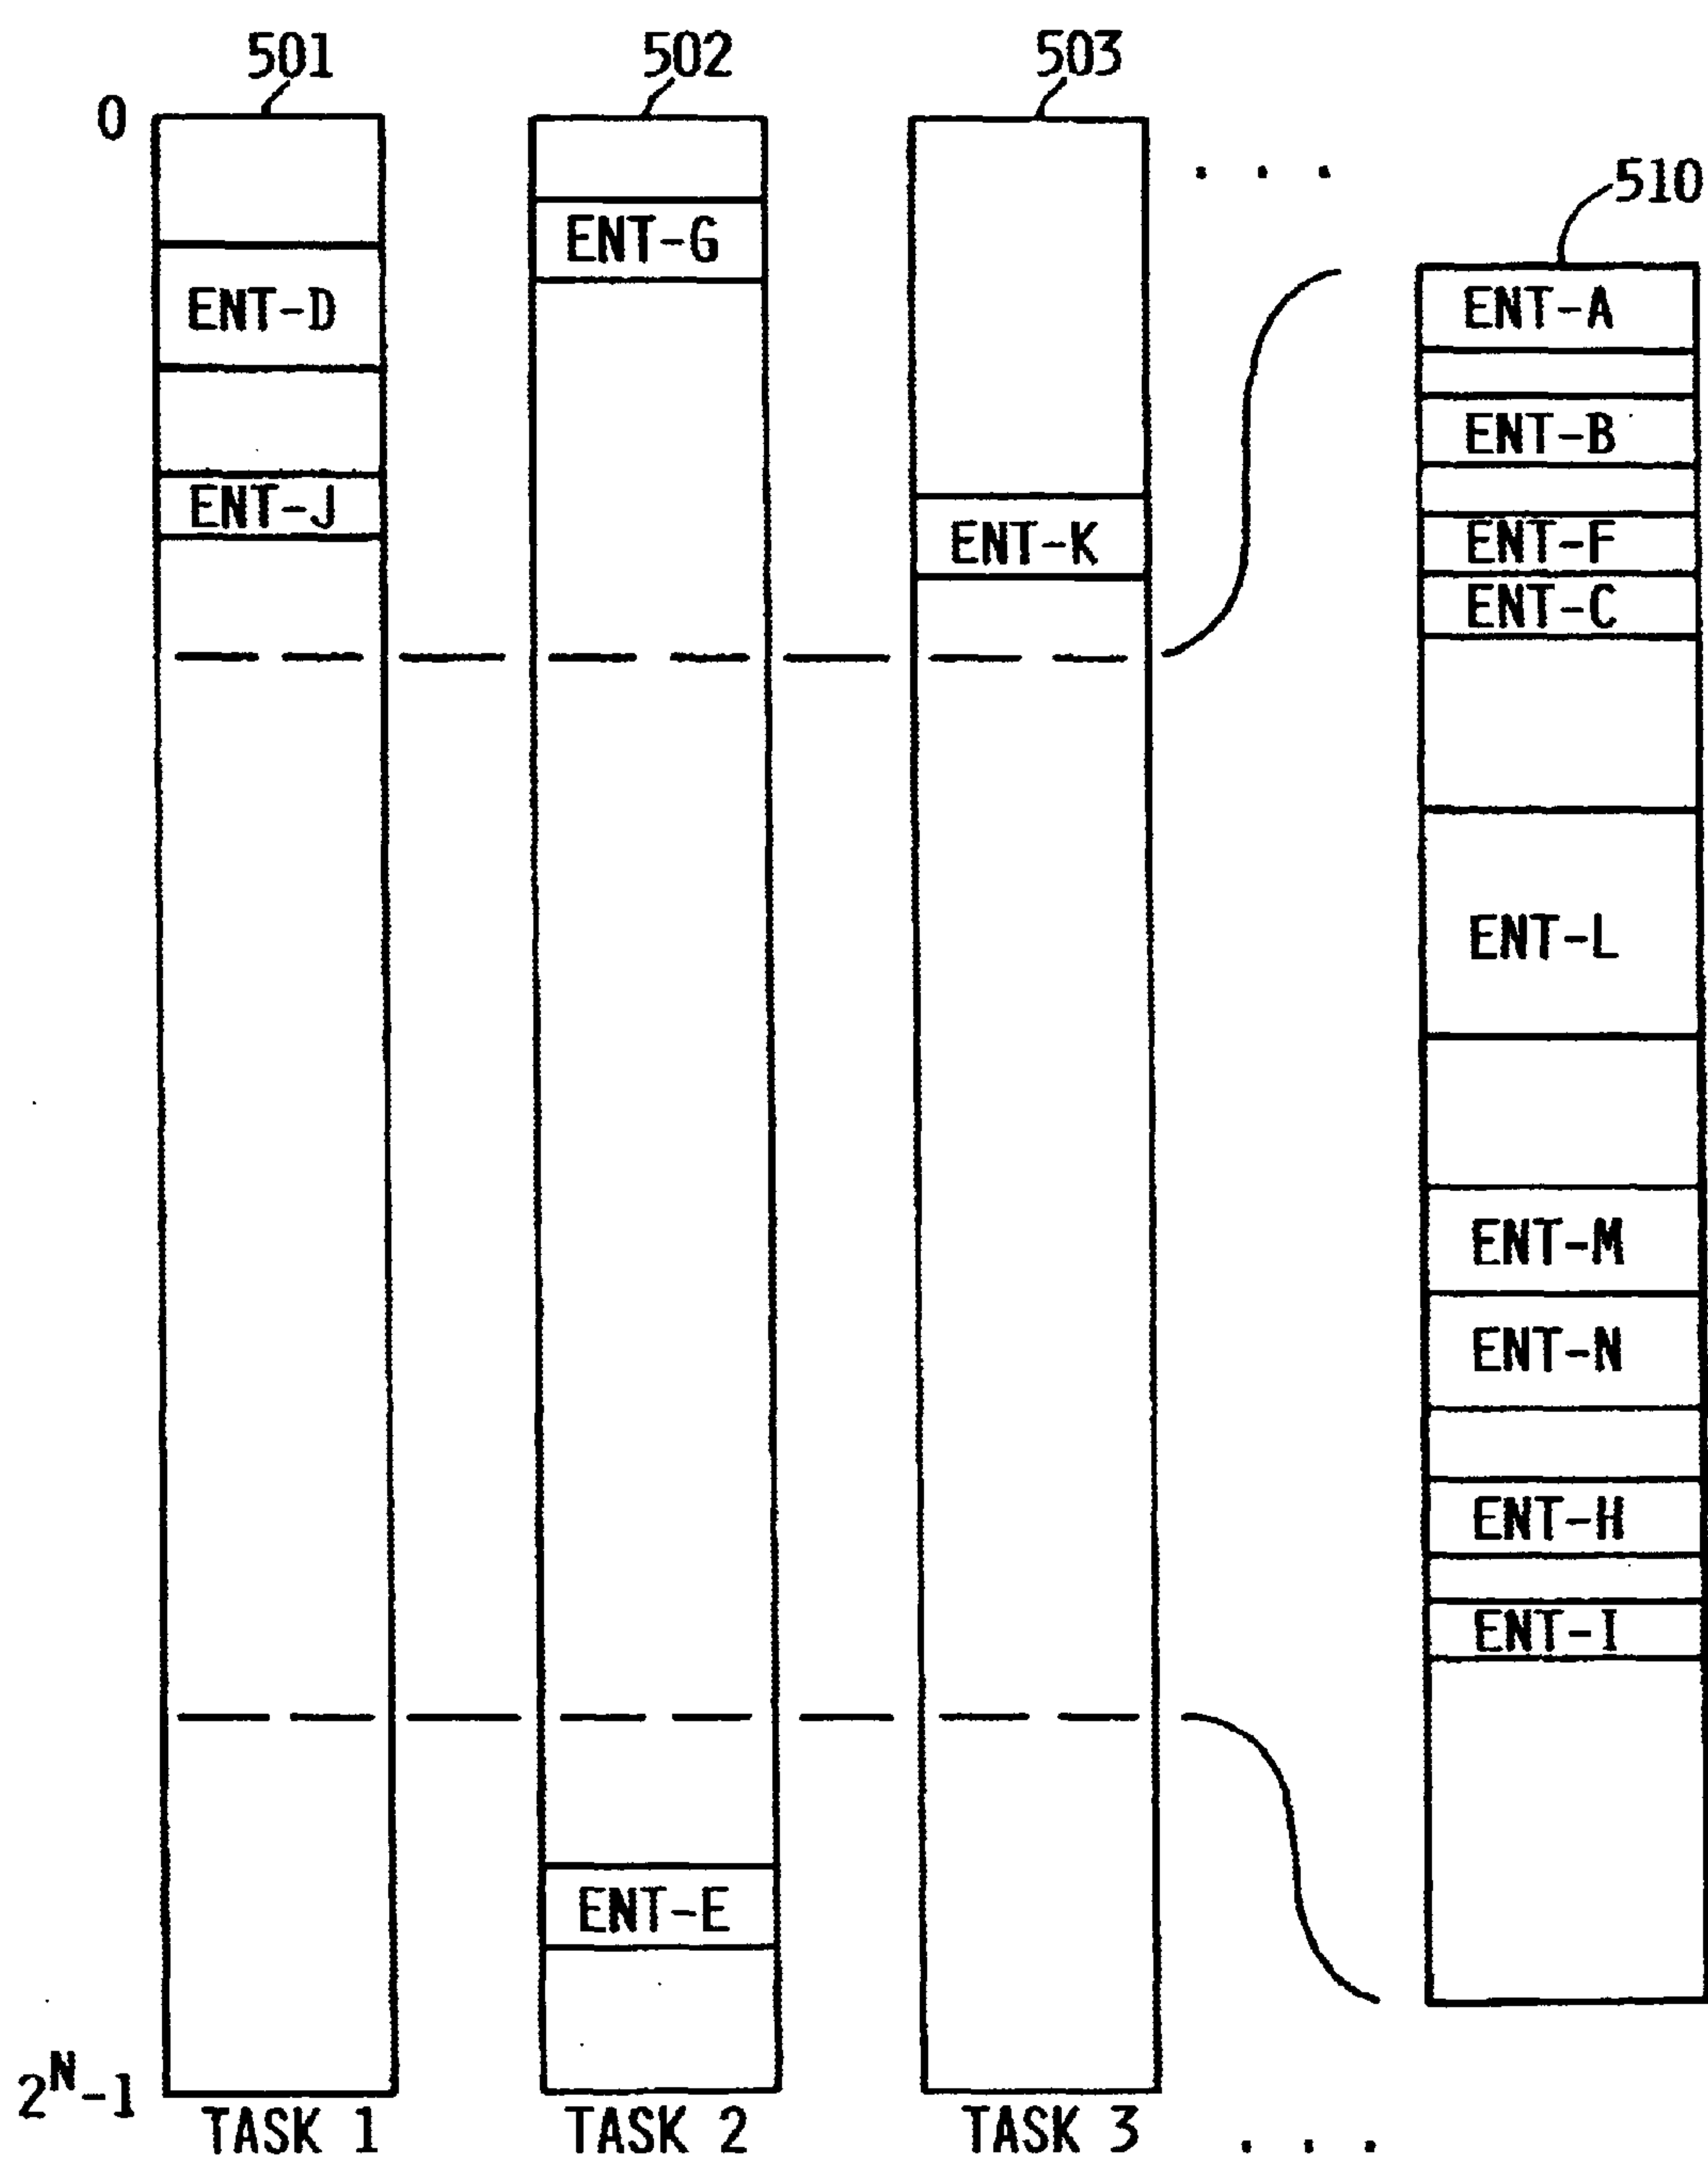 501
502
503
0
510
ENT-G
ENT-D
ENT-A
ENT-B
ENT-J
ENT-K
ENT-F
ENT-C
ENT-L
ENT-M
ENT-N
ENT-H
ENT-I
ENT-E
2^N-1
TASK 1
TASK 2
TASK 3